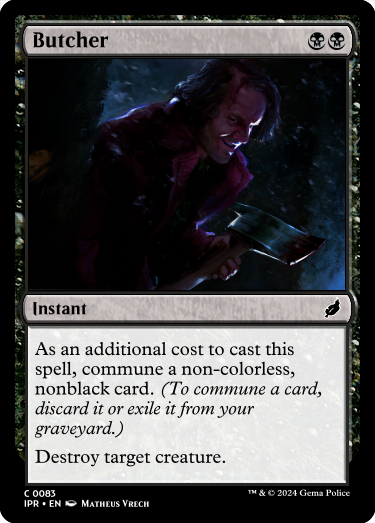 Butcher
Instant
As an additional cost to cast this
spell, commune a non-colorless,
nonblack card. (To commune a card,
discard it or exile it from your
graveyard.)
Destroy target creature.
C 0083
IPR • EN Matheus Vrech
™ & © 2024 Gema Police